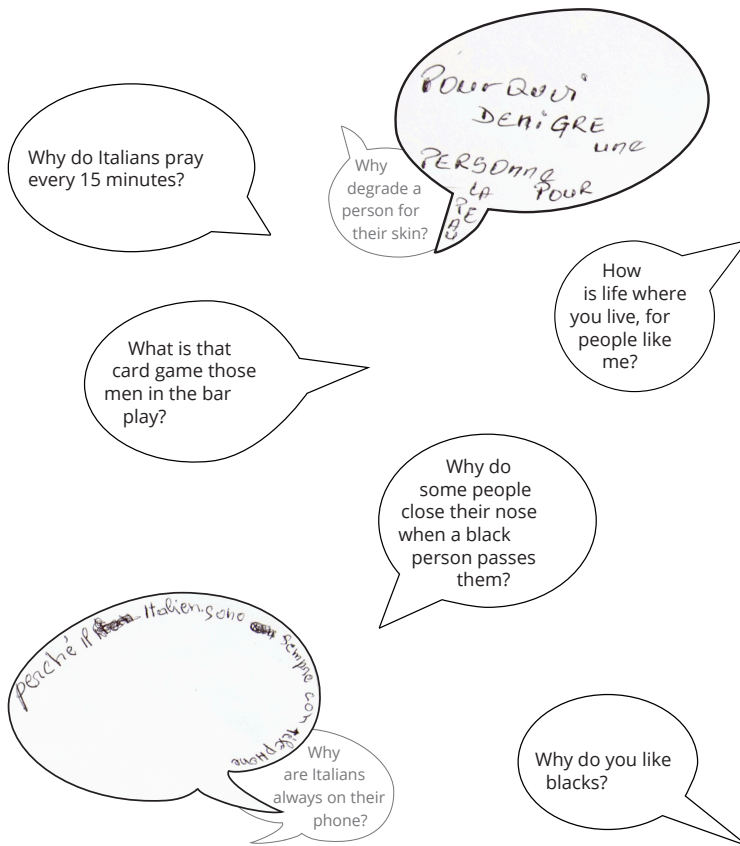 PourQuoi
DENiGRE
une
PERSOnne
POUR
LA
PEAU
Why
degrade a
person for
their skin?
Why do Italians pray
every 15 minutes?
How
is life where
you live, for
people like
me?
What is that
card game those
men in the bar
play?
Why do
some people
close their nose
when a black
person passes
them?
perché il Italien. sono sempre con telePHone
Why
are Italians
always on their
phone?
Why do you like
blacks?